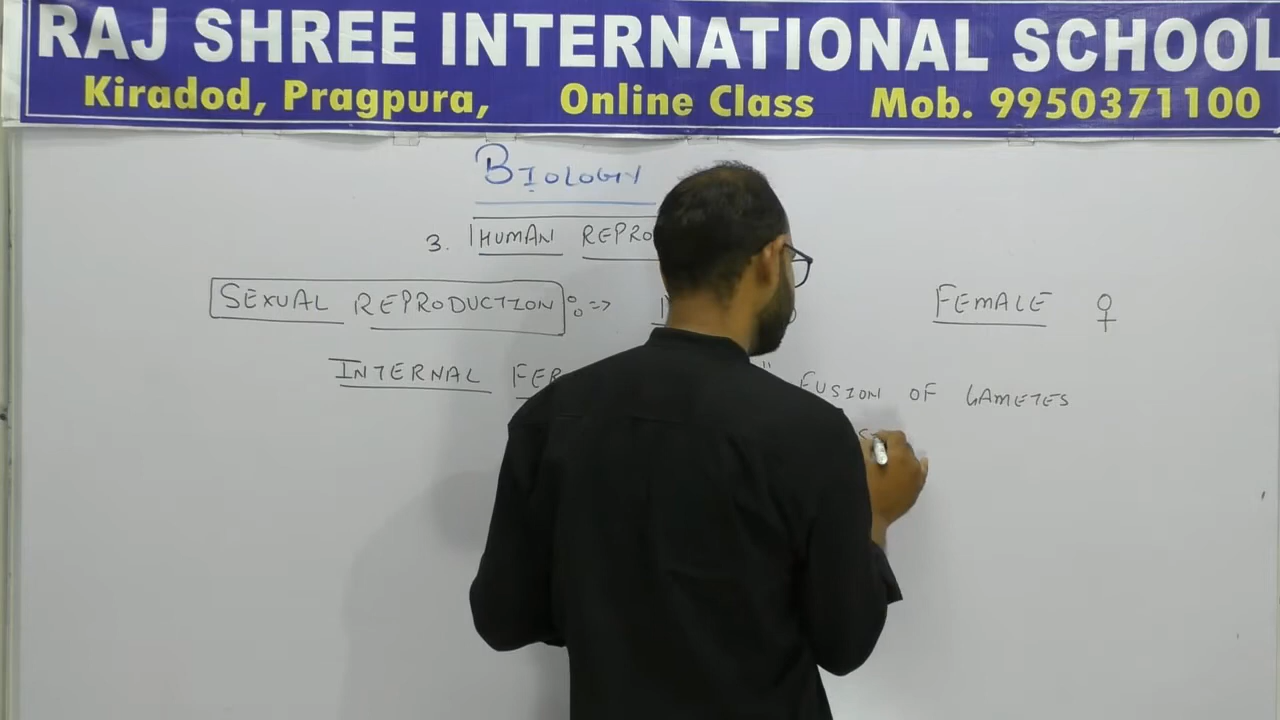 RAJ SHREE INTERNATIONAL SCHOOL
Kiradod, Pragpura, Online Class Mob. 9950371100
BIOLOGY
3. HUMAN REPRO
SEXUAL REPRODUCTION :=> FEMALE ♀
INTERNAL FER " FUSION OF GAMETES